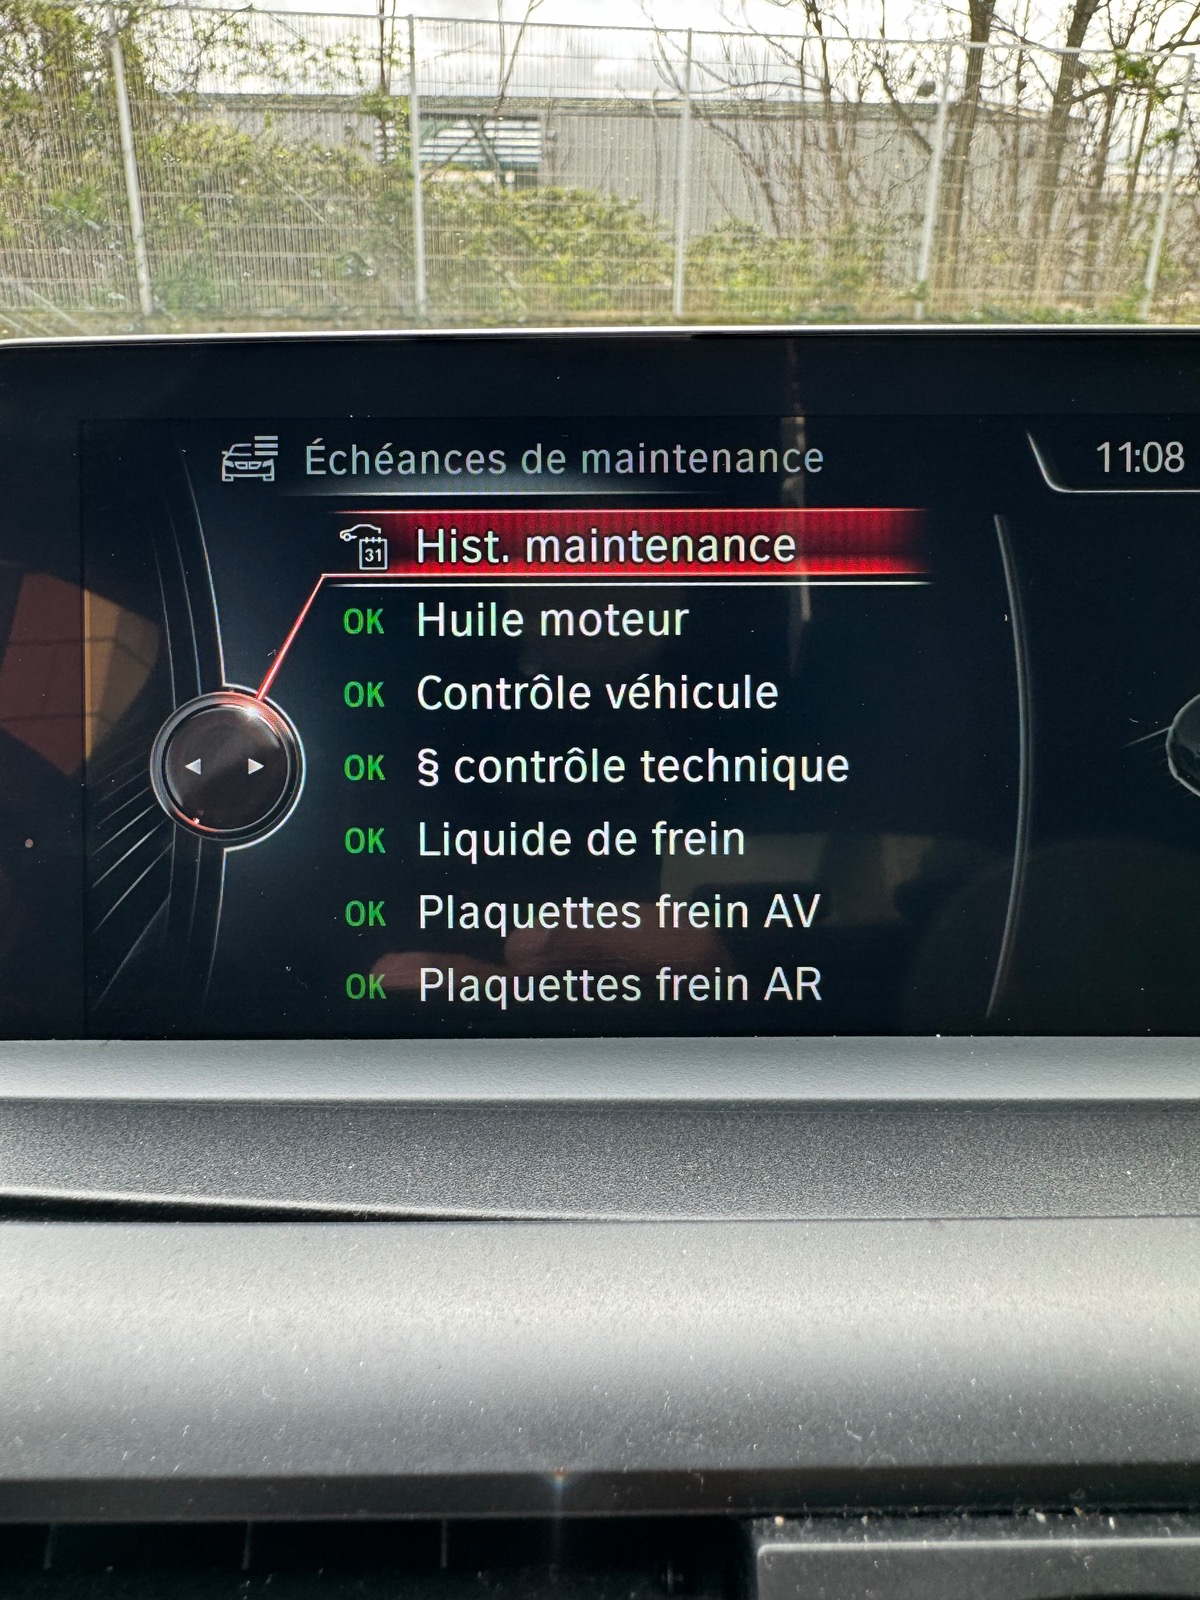 Échéances de maintenance
11:08
31 Hist. maintenance
OK Huile moteur
OK Contrôle véhicule
OK § contrôle technique
OK Liquide de frein
OK Plaquettes frein AV
OK Plaquettes frein AR